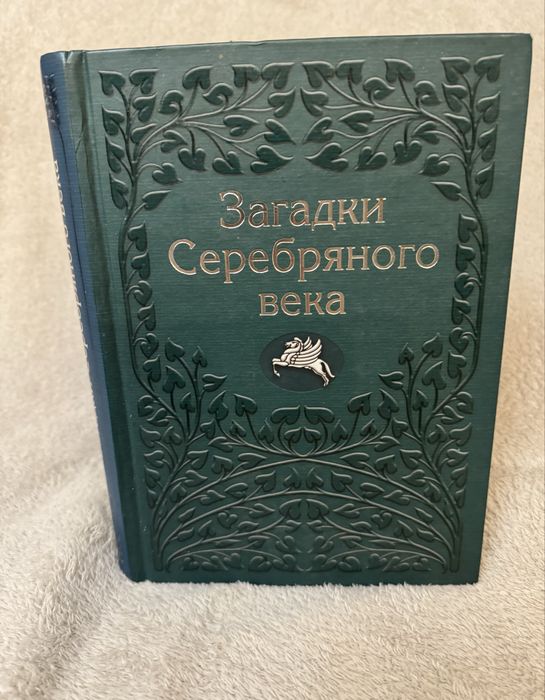 Загадки
Серебряного
века